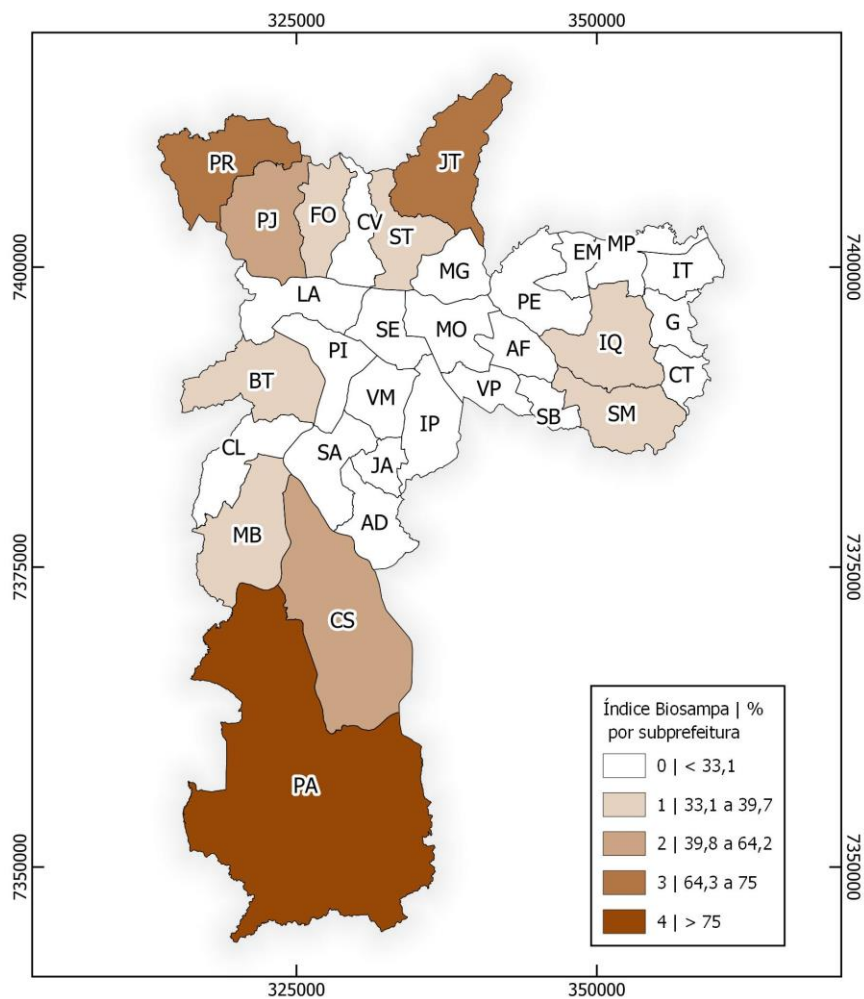 325000 350000
PR
JT
PJ
FO
CV
ST
7400000
MG
EM
MP
IT
7400000
LA
PE
SE
MO
G
PI
AF
IQ
BT
VM
VP
CT
IP
SB
SM
CL
SA
JA
MB
AD
7375000
7375000
CS
Índice Biosampa | %
por subprefeitura
0 | < 33,1
PA
1 | 33,1 a 39,7
2 | 39,8 a 64,2
7350000
7350000
3 | 64,3 a 75
4 | > 75
325000 350000